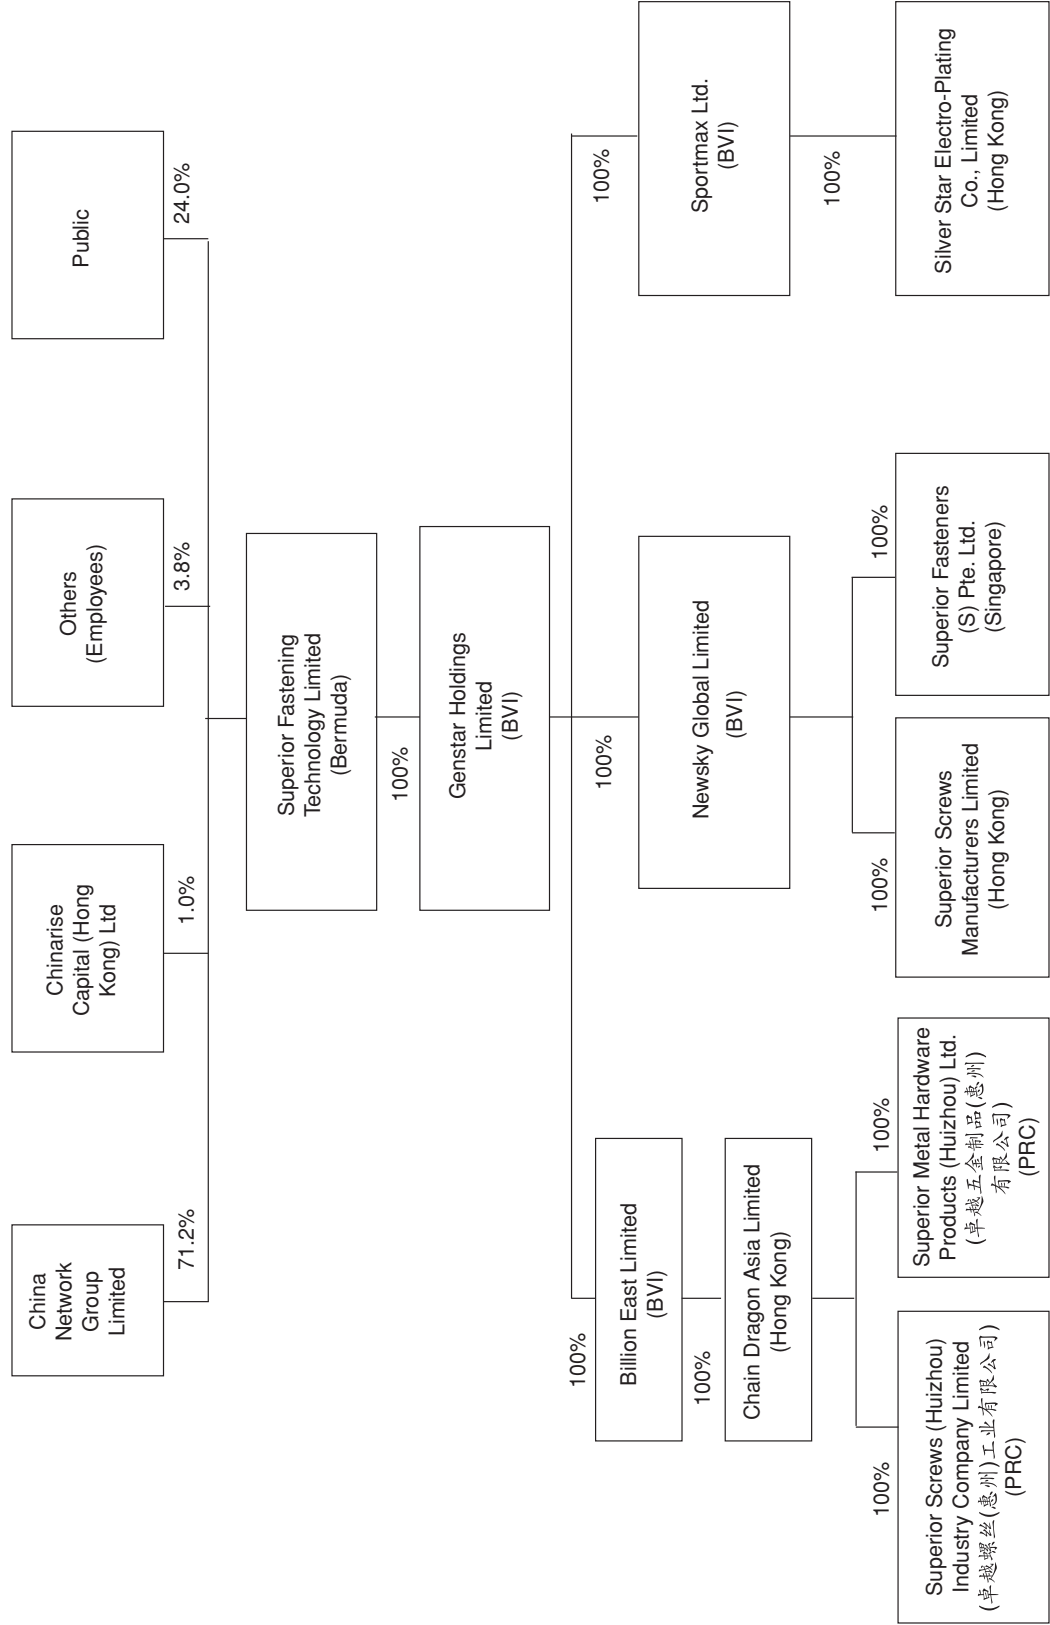 China
Network
Group
Limited
Chinarise
Capital (Hong
Kong) Ltd
Others
(Employees)
Public
71.2%
1.0%
3.8%
24.0%
Superior Fastening
Technology Limited
(Bermuda)
100%
Genstar Holdings
Limited
(BVI)
100%
100%
100%
Billion East Limited
(BVI)
100%
Chain Dragon Asia Limited
(Hong Kong)
Newsky Global Limited
(BVI)
Sportmax Ltd.
(BVI)
100%
100%
100%
100%
100%
Superior Screws (Huizhou)
Industry Company Limited
(卓越螺丝(惠州)工业有限公司)
(PRC)
Superior Metal Hardware
Products (Huizhou) Ltd.
(卓越五金制品(惠州)
有限公司)
(PRC)
Superior Screws
Manufacturers Limited
(Hong Kong)
Superior Fasteners
(S) Pte. Ltd.
(Singapore)
Silver Star Electro-Plating
Co., Limited
(Hong Kong)